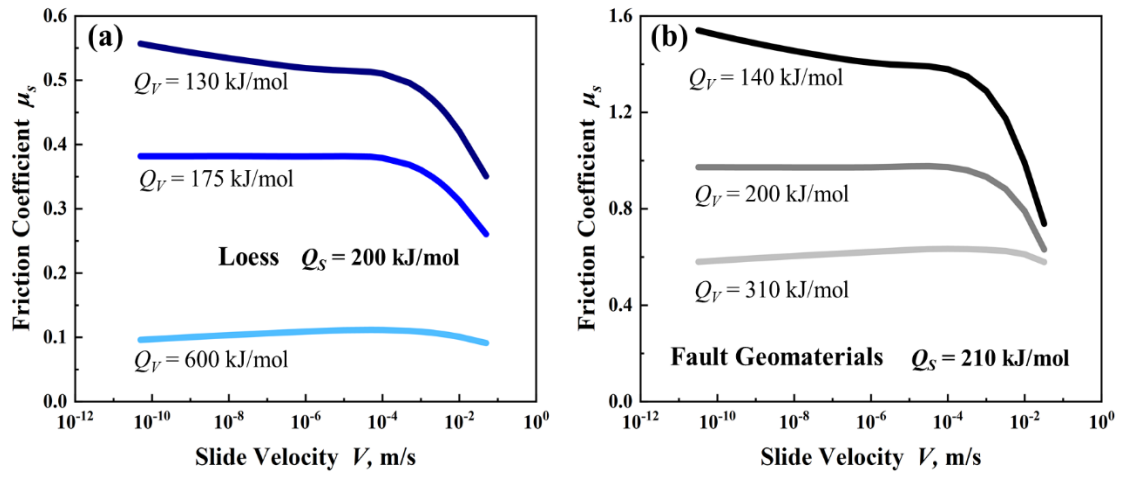 (a)
Friction Coefficient μs
0.6
0.5
0.4
0.3
0.2
0.1
0.0
QV = 130 kJ/mol
QV = 175 kJ/mol
Loess QS = 200 kJ/mol
QV = 600 kJ/mol
10-12
10-10
10-8
10-6
10-4
10-2
100
Slide Velocity V, m/s
(b)
Friction Coefficient μs
1.6
1.2
0.8
0.4
0.0
QV = 140 kJ/mol
QV = 200 kJ/mol
QV = 310 kJ/mol
Fault Geomaterials QS = 210 kJ/mol
10-12
10-10
10-8
10-6
10-4
10-2
100
Slide Velocity V, m/s